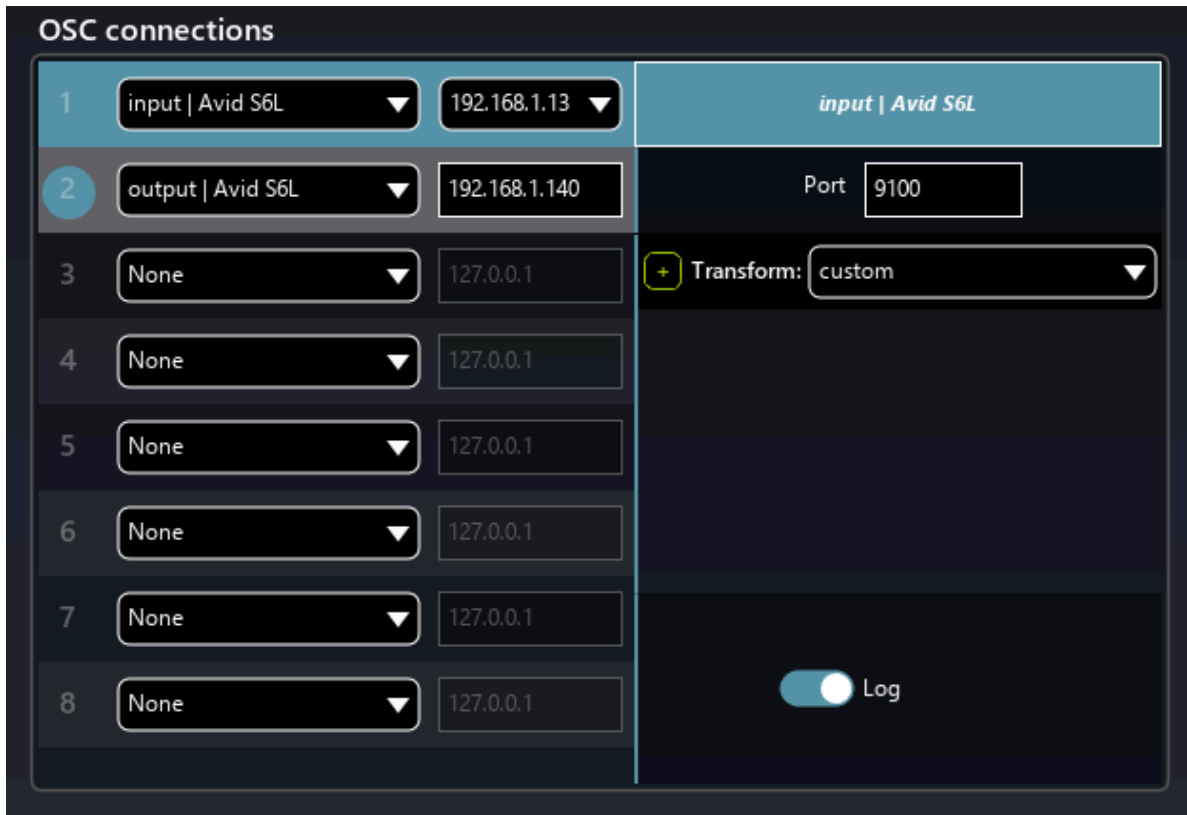 OSC connections
1 input | Avid S6L 192.168.1.13 input | Avid S6L
2 output | Avid S6L 192.168.1.140 Port 9100
3 None 127.0.0.1 + Transform: custom
4 None 127.0.0.1
5 None 127.0.0.1
6 None 127.0.0.1
7 None 127.0.0.1
8 None 127.0.0.1 Log